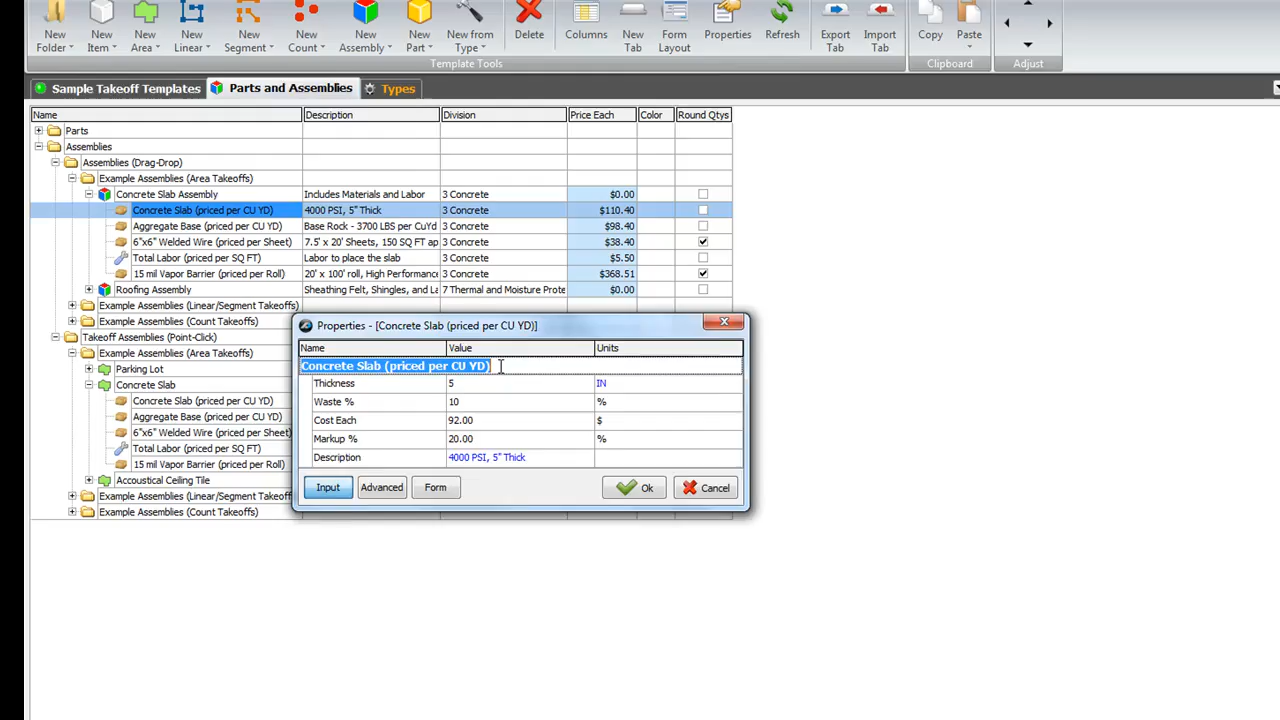 New Folder New Item New Area New Linear New Segment New Count New Assembly New Part New from Type Delete Columns New Tab Form Layout Properties Refresh Export Tab Import Tab Copy Paste
Template Tools Clipboard Adjust
Sample Takeoff Templates Parts and Assemblies Types
Name Description Division Price Each Color Round Qtys
Parts
Assemblies
Assemblies (Drag-Drop)
Example Assemblies (Area Takeoffs)
Concrete Slab Assembly Includes Materials and Labor 3 Concrete $0.00
Concrete Slab (priced per CU YD) 4000 PSI, 5" Thick 3 Concrete $110.40
Aggregate Base (priced per CU YD) Base Rock - 3700 LBS per CuYd 3 Concrete $98.40
6"x6" Welded Wire (priced per Sheet) 7.5' x 20' Sheets, 150 SQ FT ap 3 Concrete $38.40
Total Labor (priced per SQ FT) Labor to place the slab 3 Concrete $5.50
15 mil Vapor Barrier (priced per Roll) 20' x 100' roll, High Performance 3 Concrete $368.51
Roofing Assembly Sheathing Felt, Shingles, and La 7 Thermal and Moisture Prote $0.00
Example Assemblies (Linear/Segment Takeoffs)
Example Assemblies (Count Takeoffs)
Takeoff Assemblies (Point-Click)
Example Assemblies (Area Takeoffs)
Parking Lot
Concrete Slab
Concrete Slab (priced per CU YD)
Aggregate Base (priced per CU YD)
6"x6" Welded Wire (priced per Sheet)
Total Labor (priced per SQ FT)
15 mil Vapor Barrier (priced per Roll)
Accoustical Ceiling Tile
Example Assemblies (Linear/Segment Takeoffs
Example Assemblies (Count Takeoffs)
Properties - [Concrete Slab (priced per CU YD)]
Name Value Units
Concrete Slab (priced per CU YD)
Thickness 5 IN
Waste % 10 %
Cost Each 92.00 $
Markup % 20.00 %
Description 4000 PSI, 5" Thick
Input Advanced Form Ok Cancel